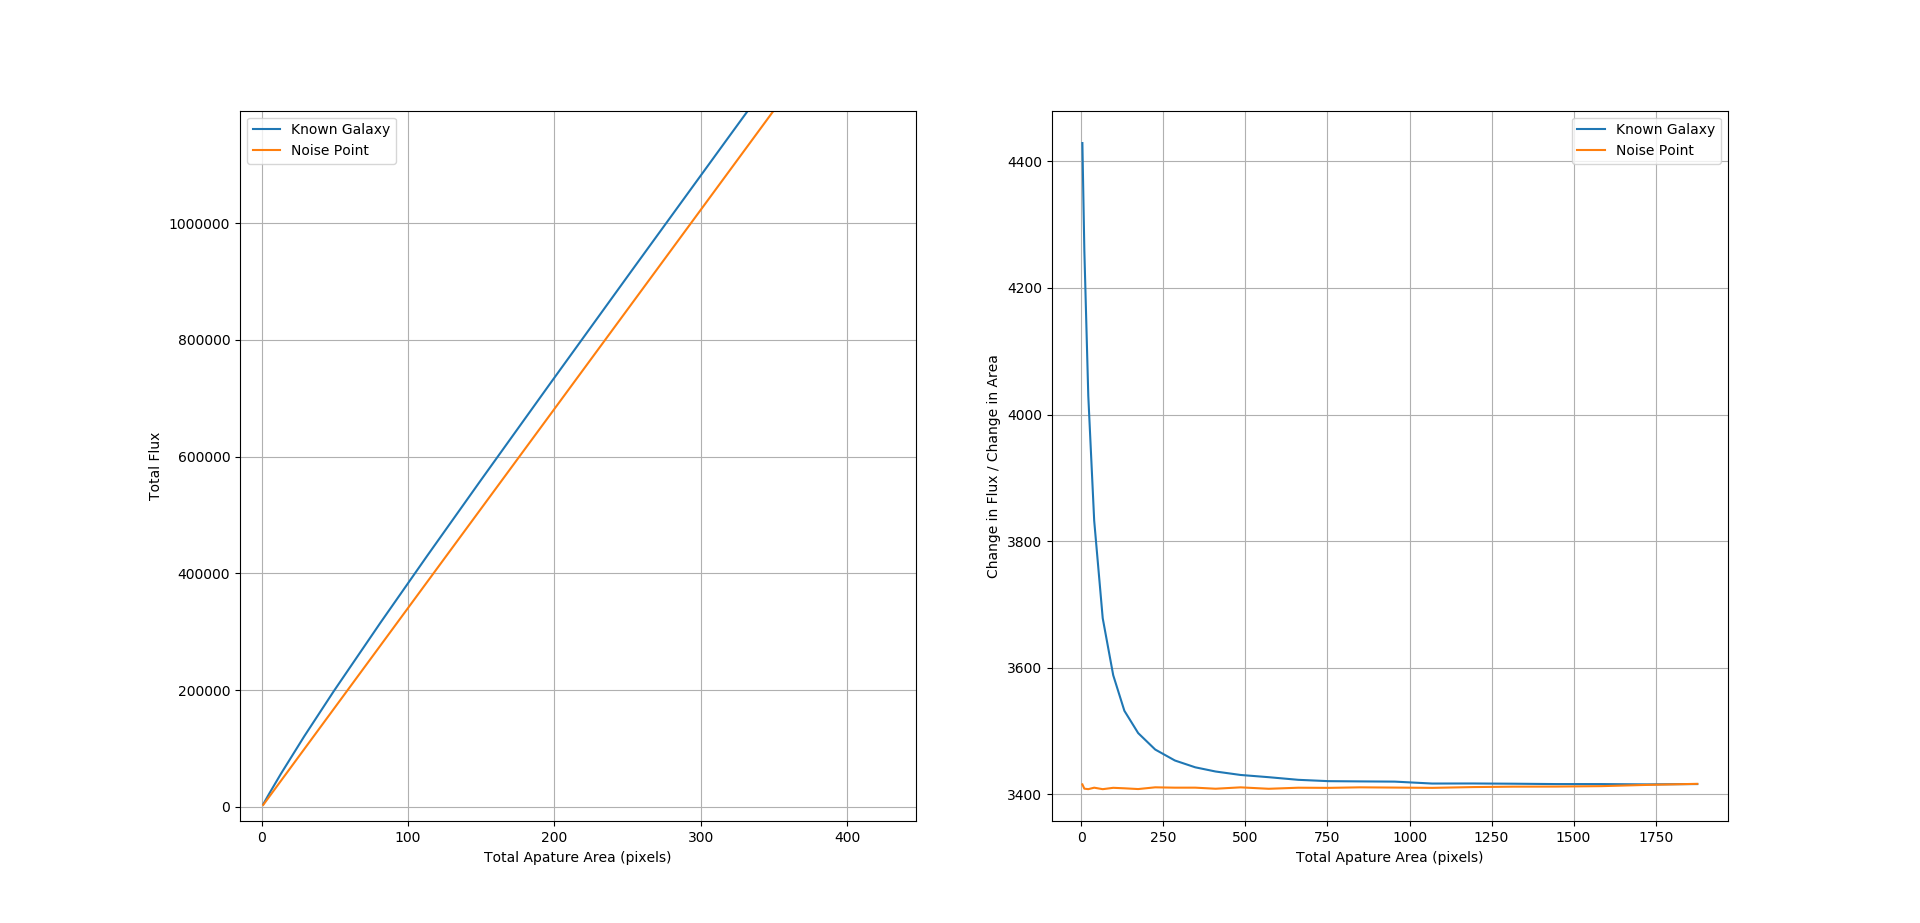 Known Galaxy
Noise Point
1000000
800000
600000
400000
200000
0
0 100 200 300 400
Total Flux
Total Apature Area (pixels)
Known Galaxy
Noise Point
4400
4200
4000
3800
3600
3400
0 250 500 750 1000 1250 1500 1750
Change in Flux / Change in Area
Total Apature Area (pixels)